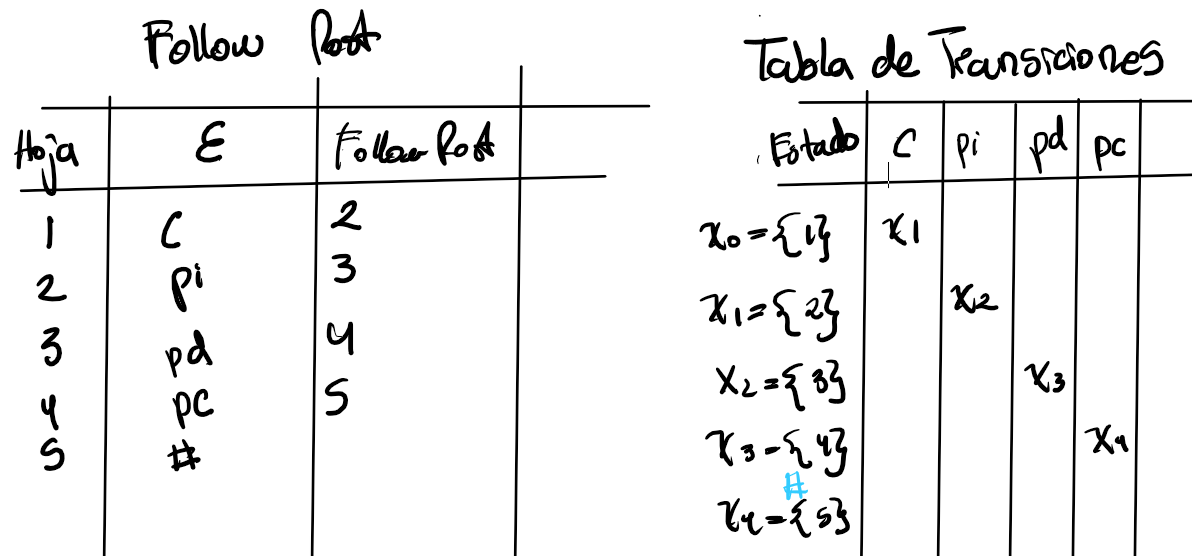 Follow Post
Hoja Ɛ Follow Post
1 C 2
2 pi 3
3 pd 4
4 pc 5
5 #
Tabla de Transiciones
Estado C pi pd pc
x0={1} x1
x1={2} x2
x2={3} x3
x3={4} x4
#
x4={5}